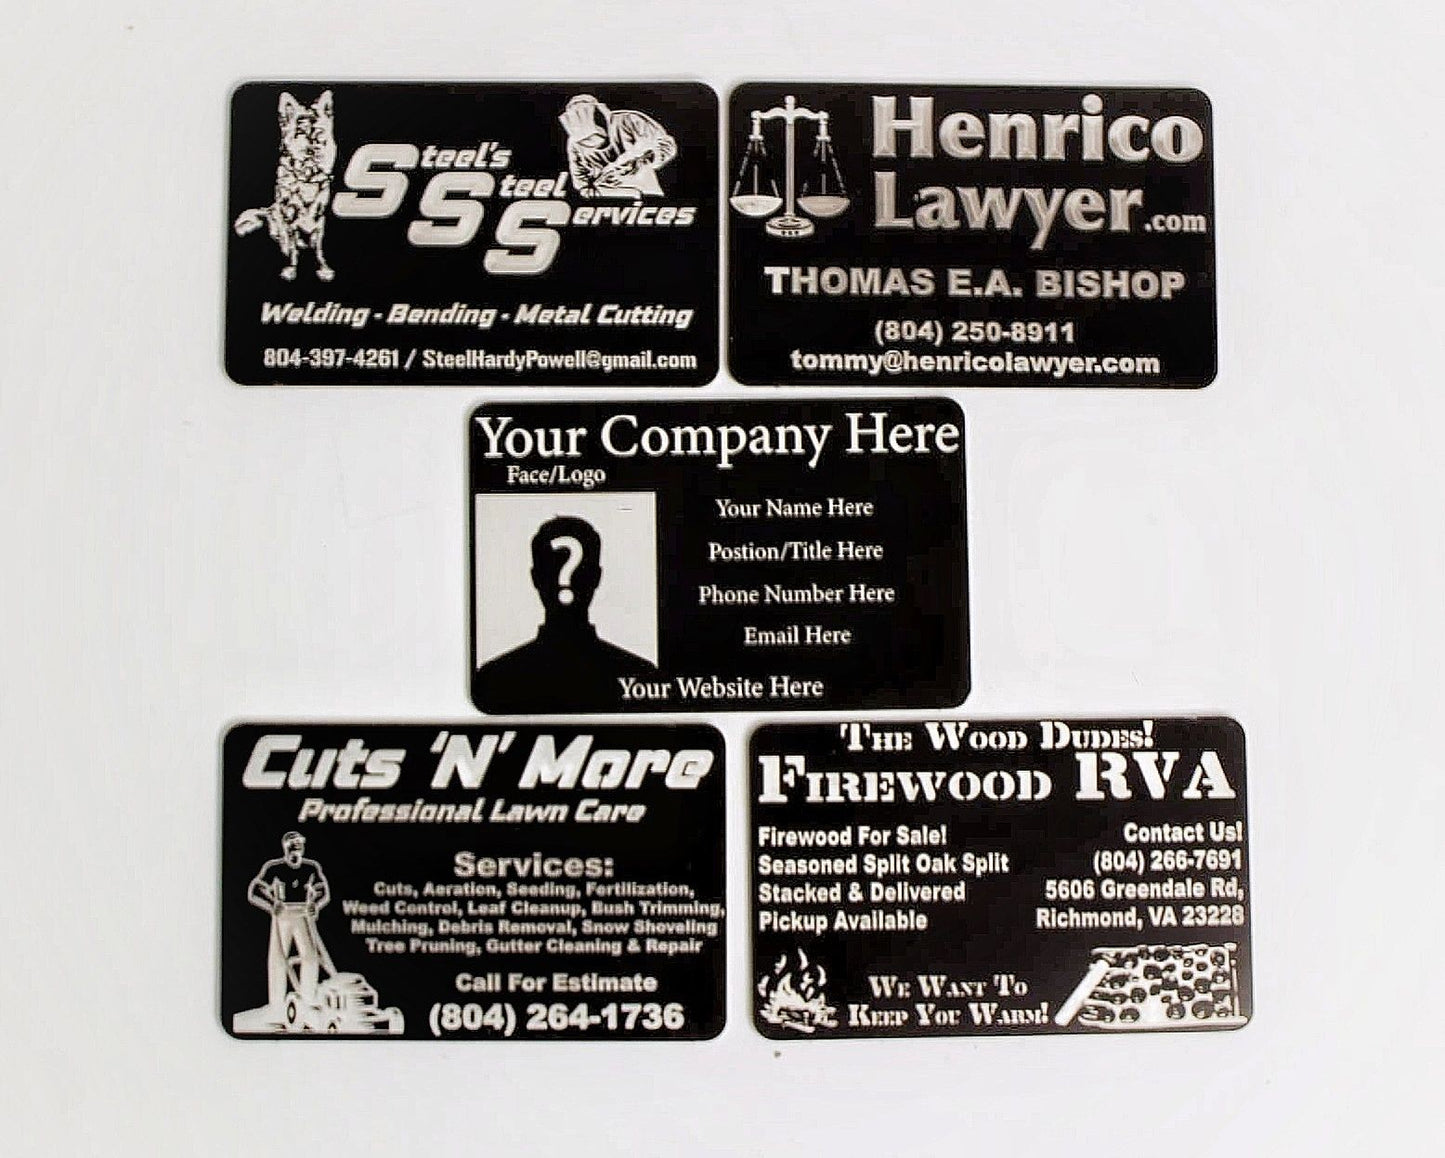 Steel's
Steel
Services
Welding - Bending - Metal Cutting
804-397-4261 / SteelHardyPowell@gmail.com
Henrico
Lawyer.com
THOMAS E.A. BISHOP
(804) 250-8911
tommy@henricolawyer.com
Your Company Here
Face/Logo
?
Your Name Here
Postion/Title Here
Phone Number Here
Email Here
Your Website Here
Cuts 'N' More
Professional Lawn Care
Services:
Cuts, Aeration, Seeding, Fertilization,
Weed Control, Leaf Cleanup, Bush Trimming,
Mulching, Debris Removal, Snow Shoveling
Tree Pruning, Gutter Cleaning & Repair
Call For Estimate
(804) 264-1736
The Wood Dudes!
Firewood RVA
Firewood For Sale!
Seasoned Split Oak Split
Stacked & Delivered
Pickup Available
Contact Us!
(804) 266-7691
5606 Greendale Rd,
Richmond, VA 23228
We Want To
Keep You Warm!